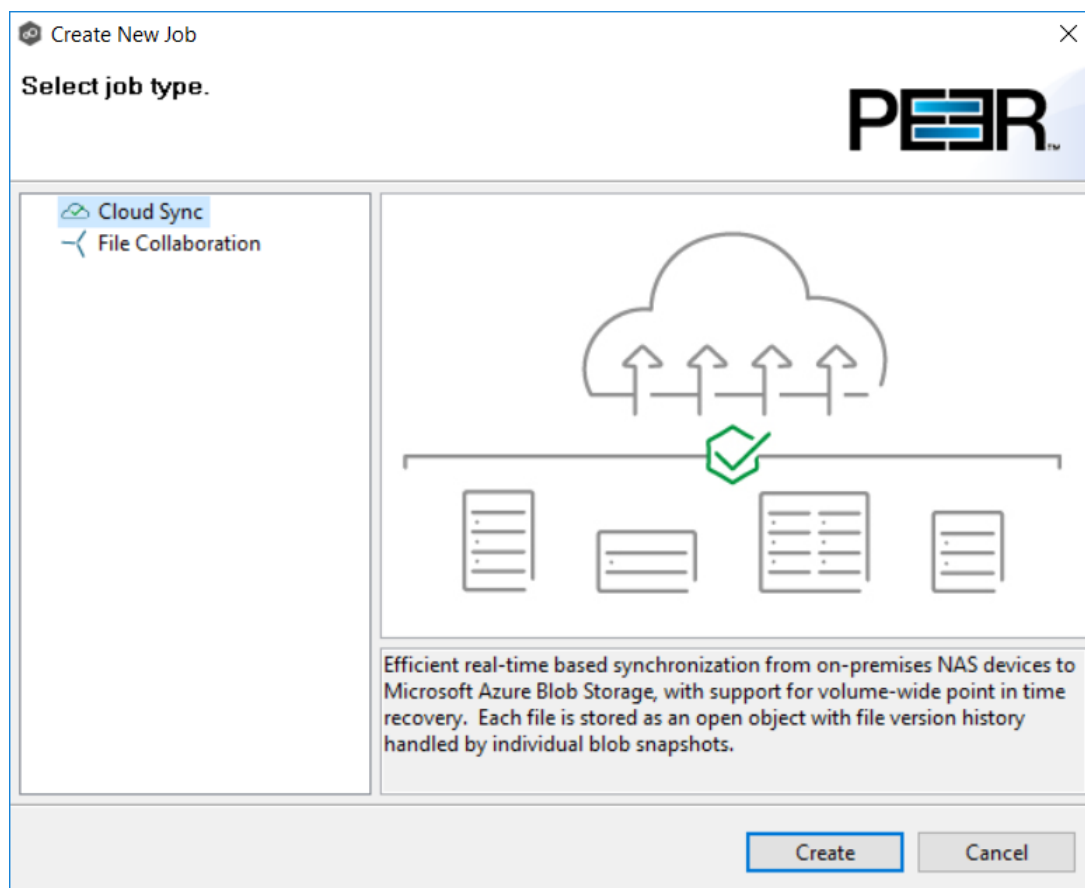 Create New Job
Select job type.
PEER™
Cloud Sync
File Collaboration
Efficient real-time based synchronization from on-premises NAS devices to
Microsoft Azure Blob Storage, with support for volume-wide point in time
recovery.  Each file is stored as an open object with file version history
handled by individual blob snapshots.
Create
Cancel